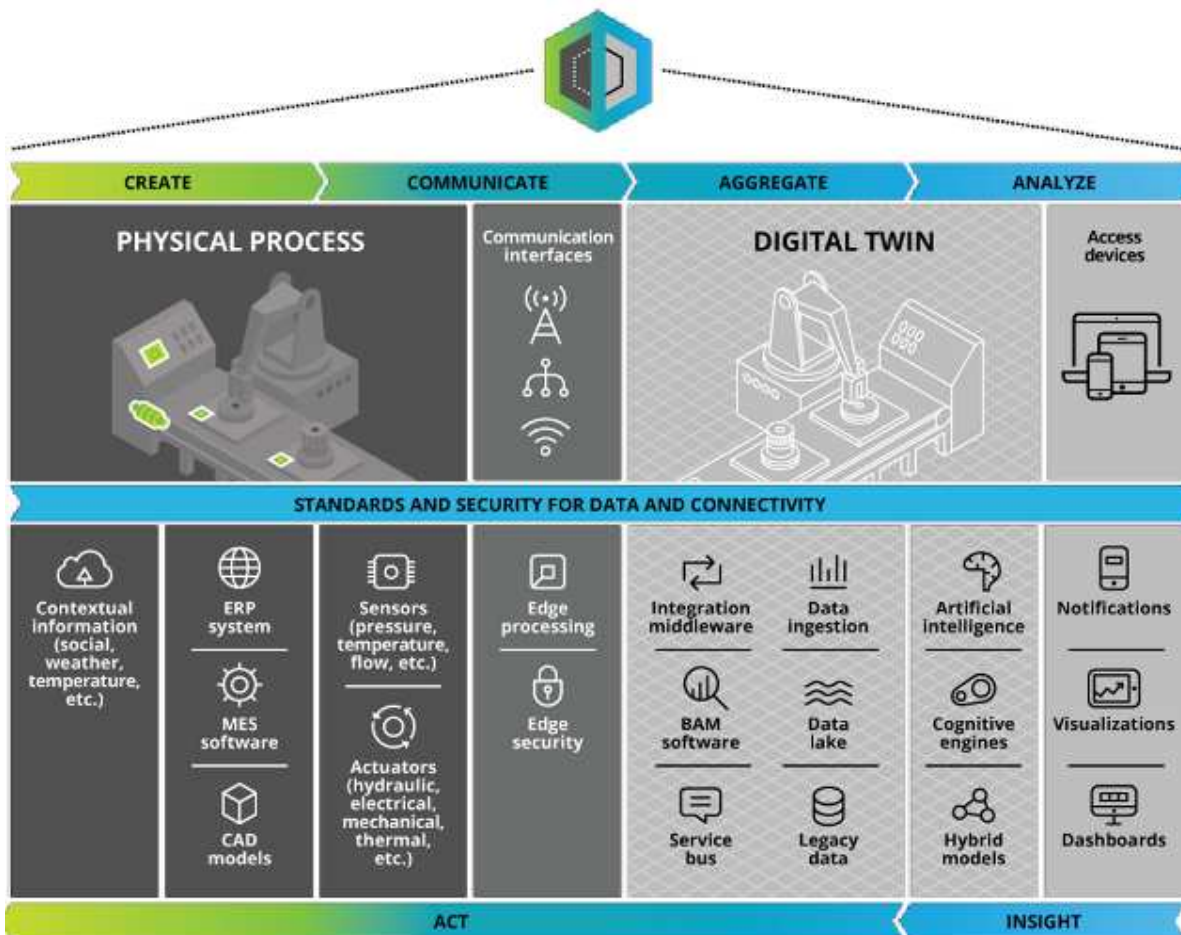 CREATE
COMMUNICATE
AGGREGATE
ANALYZE
PHYSICAL PROCESS
Communication
interfaces
DIGITAL TWIN
Access
devices
STANDARDS AND SECURITY FOR DATA AND CONNECTIVITY
Contextual
information
(social,
weather,
temperature,
etc.)
ERP
system
MES
software
CAD
models
Sensors
(pressure,
temperature,
flow, etc.)
Actuators
(hydraulic,
electrical,
mechanical,
thermal,
etc.)
Edge
processing
Edge
security
Integration
middleware
BAM
software
Service
bus
Data
ingestion
Data
lake
Legacy
data
Artificial
intelligence
Cognitive
engines
Hybrid
models
Notifications
Visualizations
Dashboards
ACT
INSIGHT